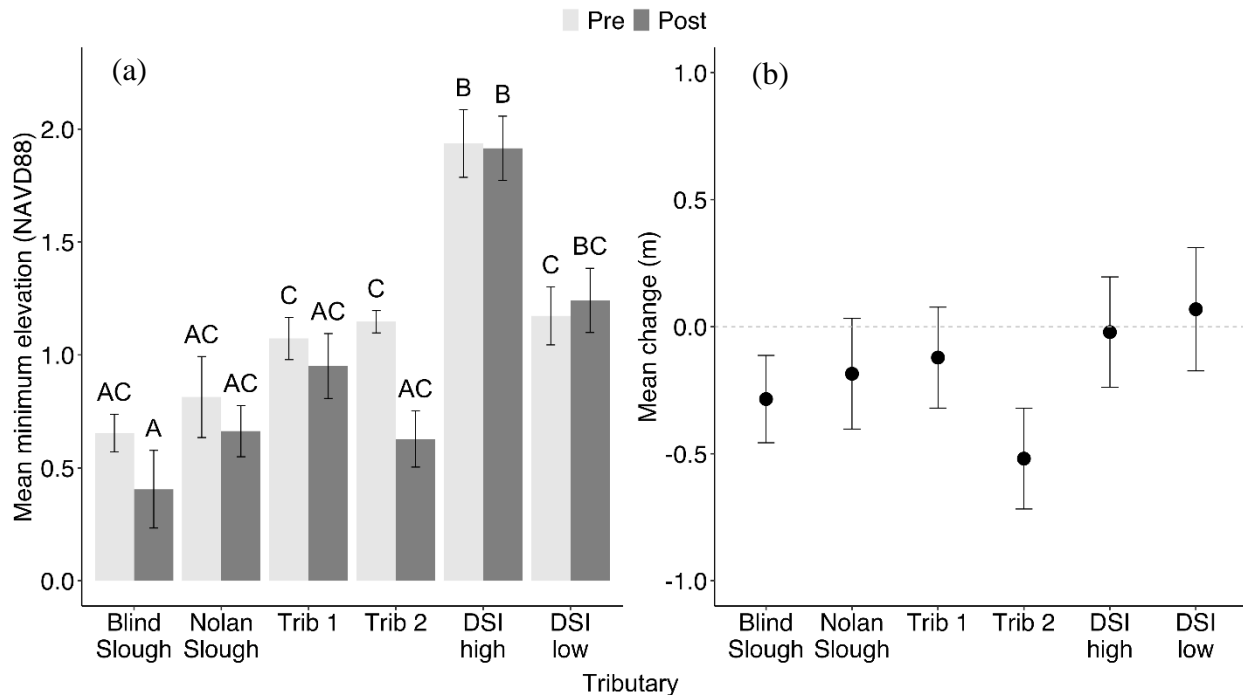 Pre Post
(a)
Mean minimum elevation (NAVD88)
2.0
1.5
1.0
0.5
0.0
AC
A
AC
AC
C
AC
C
AC
B
B
C
BC
Blind
Slough
Nolan
Slough
Trib 1
Trib 2
DSI
high
DSI
low
(b)
Mean change (m)
1.0
0.5
0.0
-0.5
-1.0
Blind
Slough
Nolan
Slough
Trib 1
Trib 2
DSI
high
DSI
low
Tributary